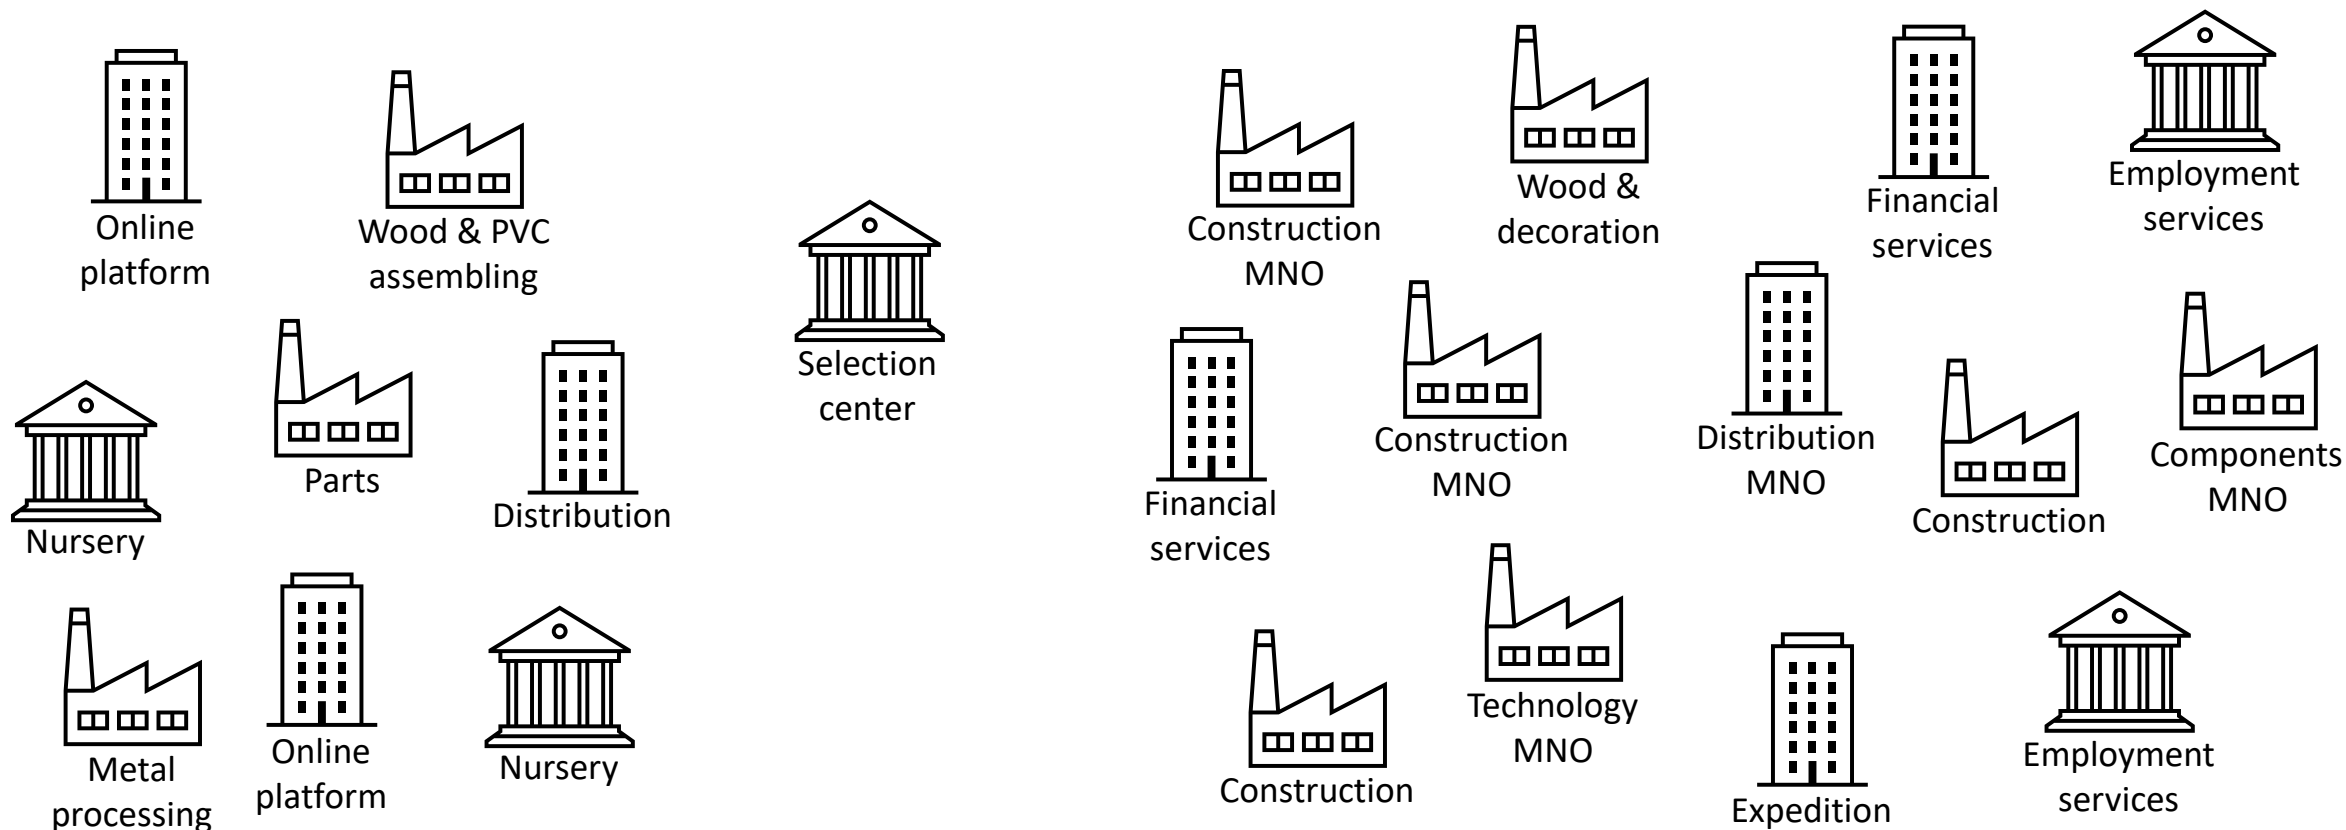 Online
platform
Wood & PVC
assembling
Selection
center
Construction
MNO
Wood &
decoration
Financial
services
Employment
services
Nursery
Parts
Distribution
Financial
services
Construction
MNO
Distribution
MNO
Construction
Components
MNO
Metal
processing
Online
platform
Nursery
Construction
Technology
MNO
Expedition
Employment
services